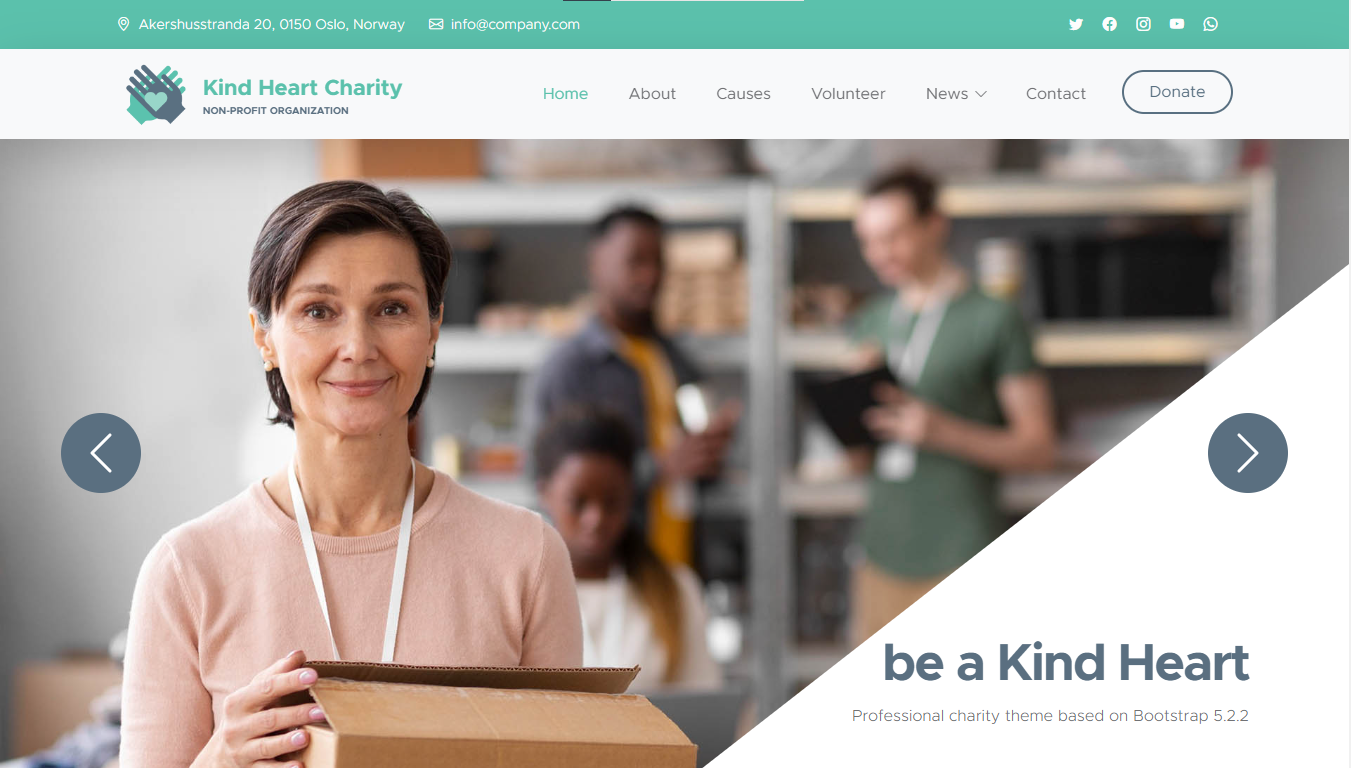 Akershusstranda 20, 0150 Oslo, Norway
info@company.com
Kind Heart Charity
NON-PROFIT ORGANIZATION
Home
About
Causes
Volunteer
News
Contact
Donate
be a Kind Heart
Professional charity theme based on Bootstrap 5.2.2